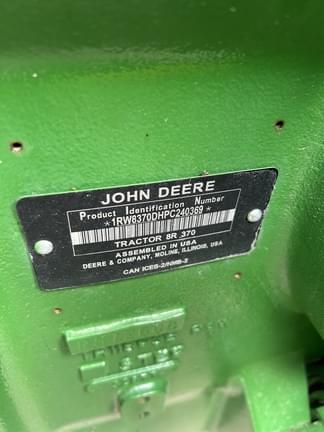 JOHN DEERE
Product Identification Number
*1RW8370DHPC240369*
TRACTOR 8R 370
ASSEMBLED IN USA
DEERE & COMPANY, MOLINE, ILLINOIS, USA
CAN ICES-2/NMB-2